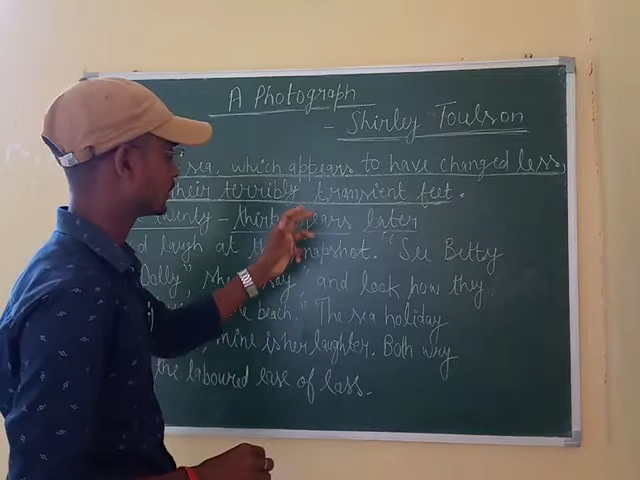 A Photograph
- Shirley Toulson
sea, which appears to have changed less,
their terribly transient feet.
twenty - thirty years later
laugh at the snapshot. "See Betty
Dolly" she say and look how they
beach." The sea holiday
mine is her laughter. Both wry
the laboured ease of loss.